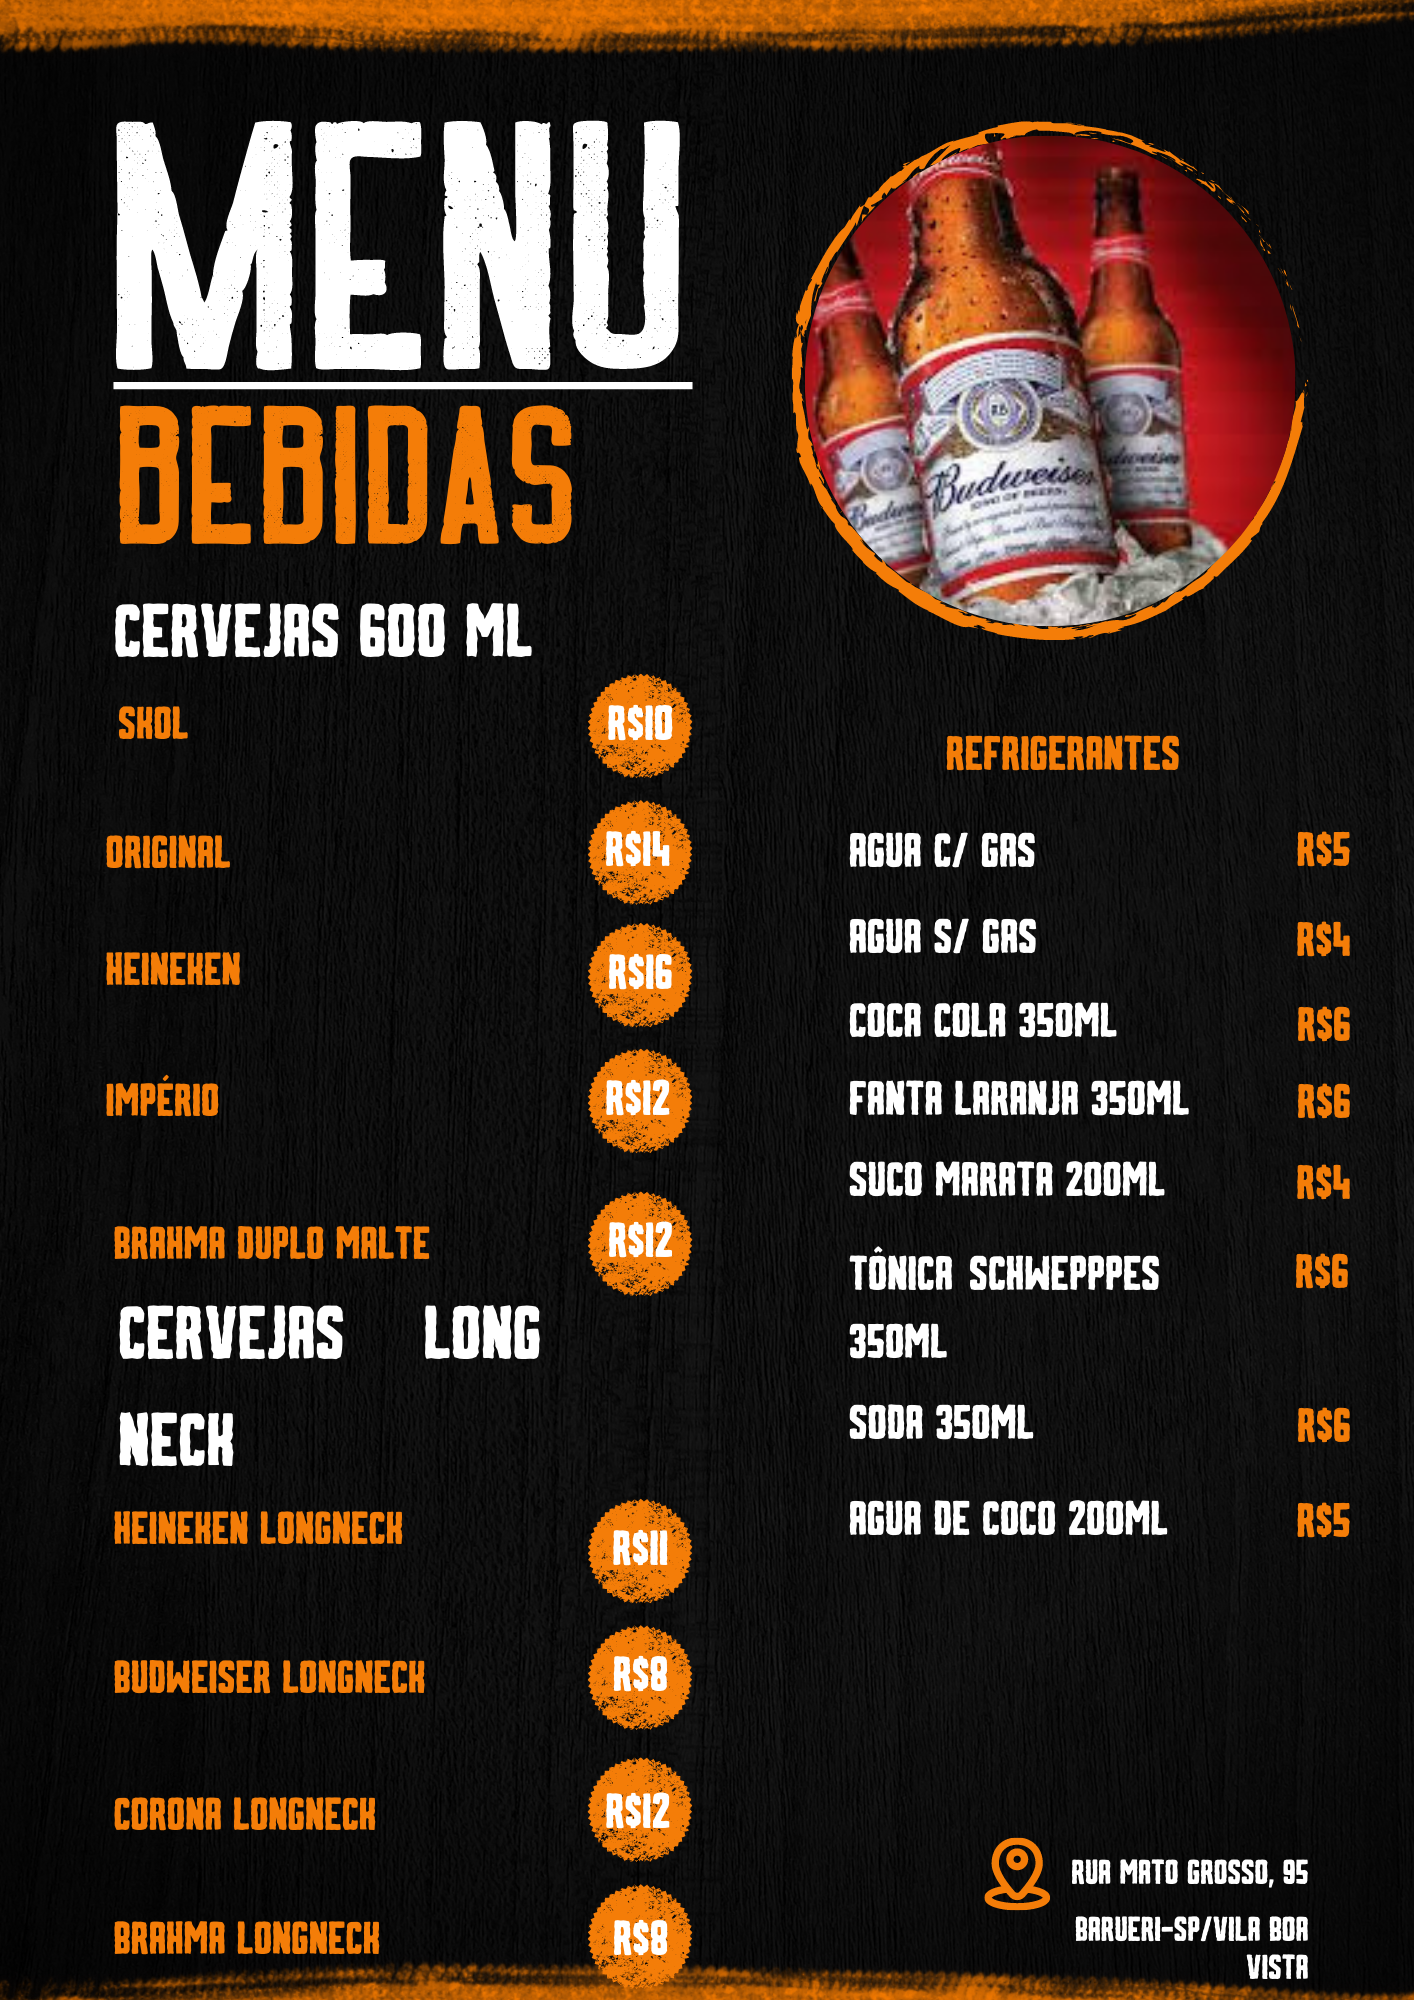 MENU
BEBIDAS
CERVEJAS 600 ML
SKOL R$10
ORIGINAL R$14
HEINEKEN R$16
IMPÉRIO R$12
BRAHMA DUPLO MALTE R$12
CERVEJAS LONG
NECK
HEINEKEN LONGNECK R$11
BUDWEISER LONGNECK R$8
CORONA LONGNECK R$12
BRAHMA LONGNECK R$8
Budweiser
KING OF BEERS
REFRIGERANTES
AGUA C/ GAS R$5
AGUA S/ GAS R$4
COCA COLA 350ML R$6
FANTA LARANJA 350ML R$6
SUCO MARATA 200ML R$4
TÔNICA SCHWEPPPES R$6
350ML
SODA 350ML R$6
AGUA DE COCO 200ML R$5
RUA MATO GROSSO, 95
BARUERI-SP/VILA BOA
VISTA